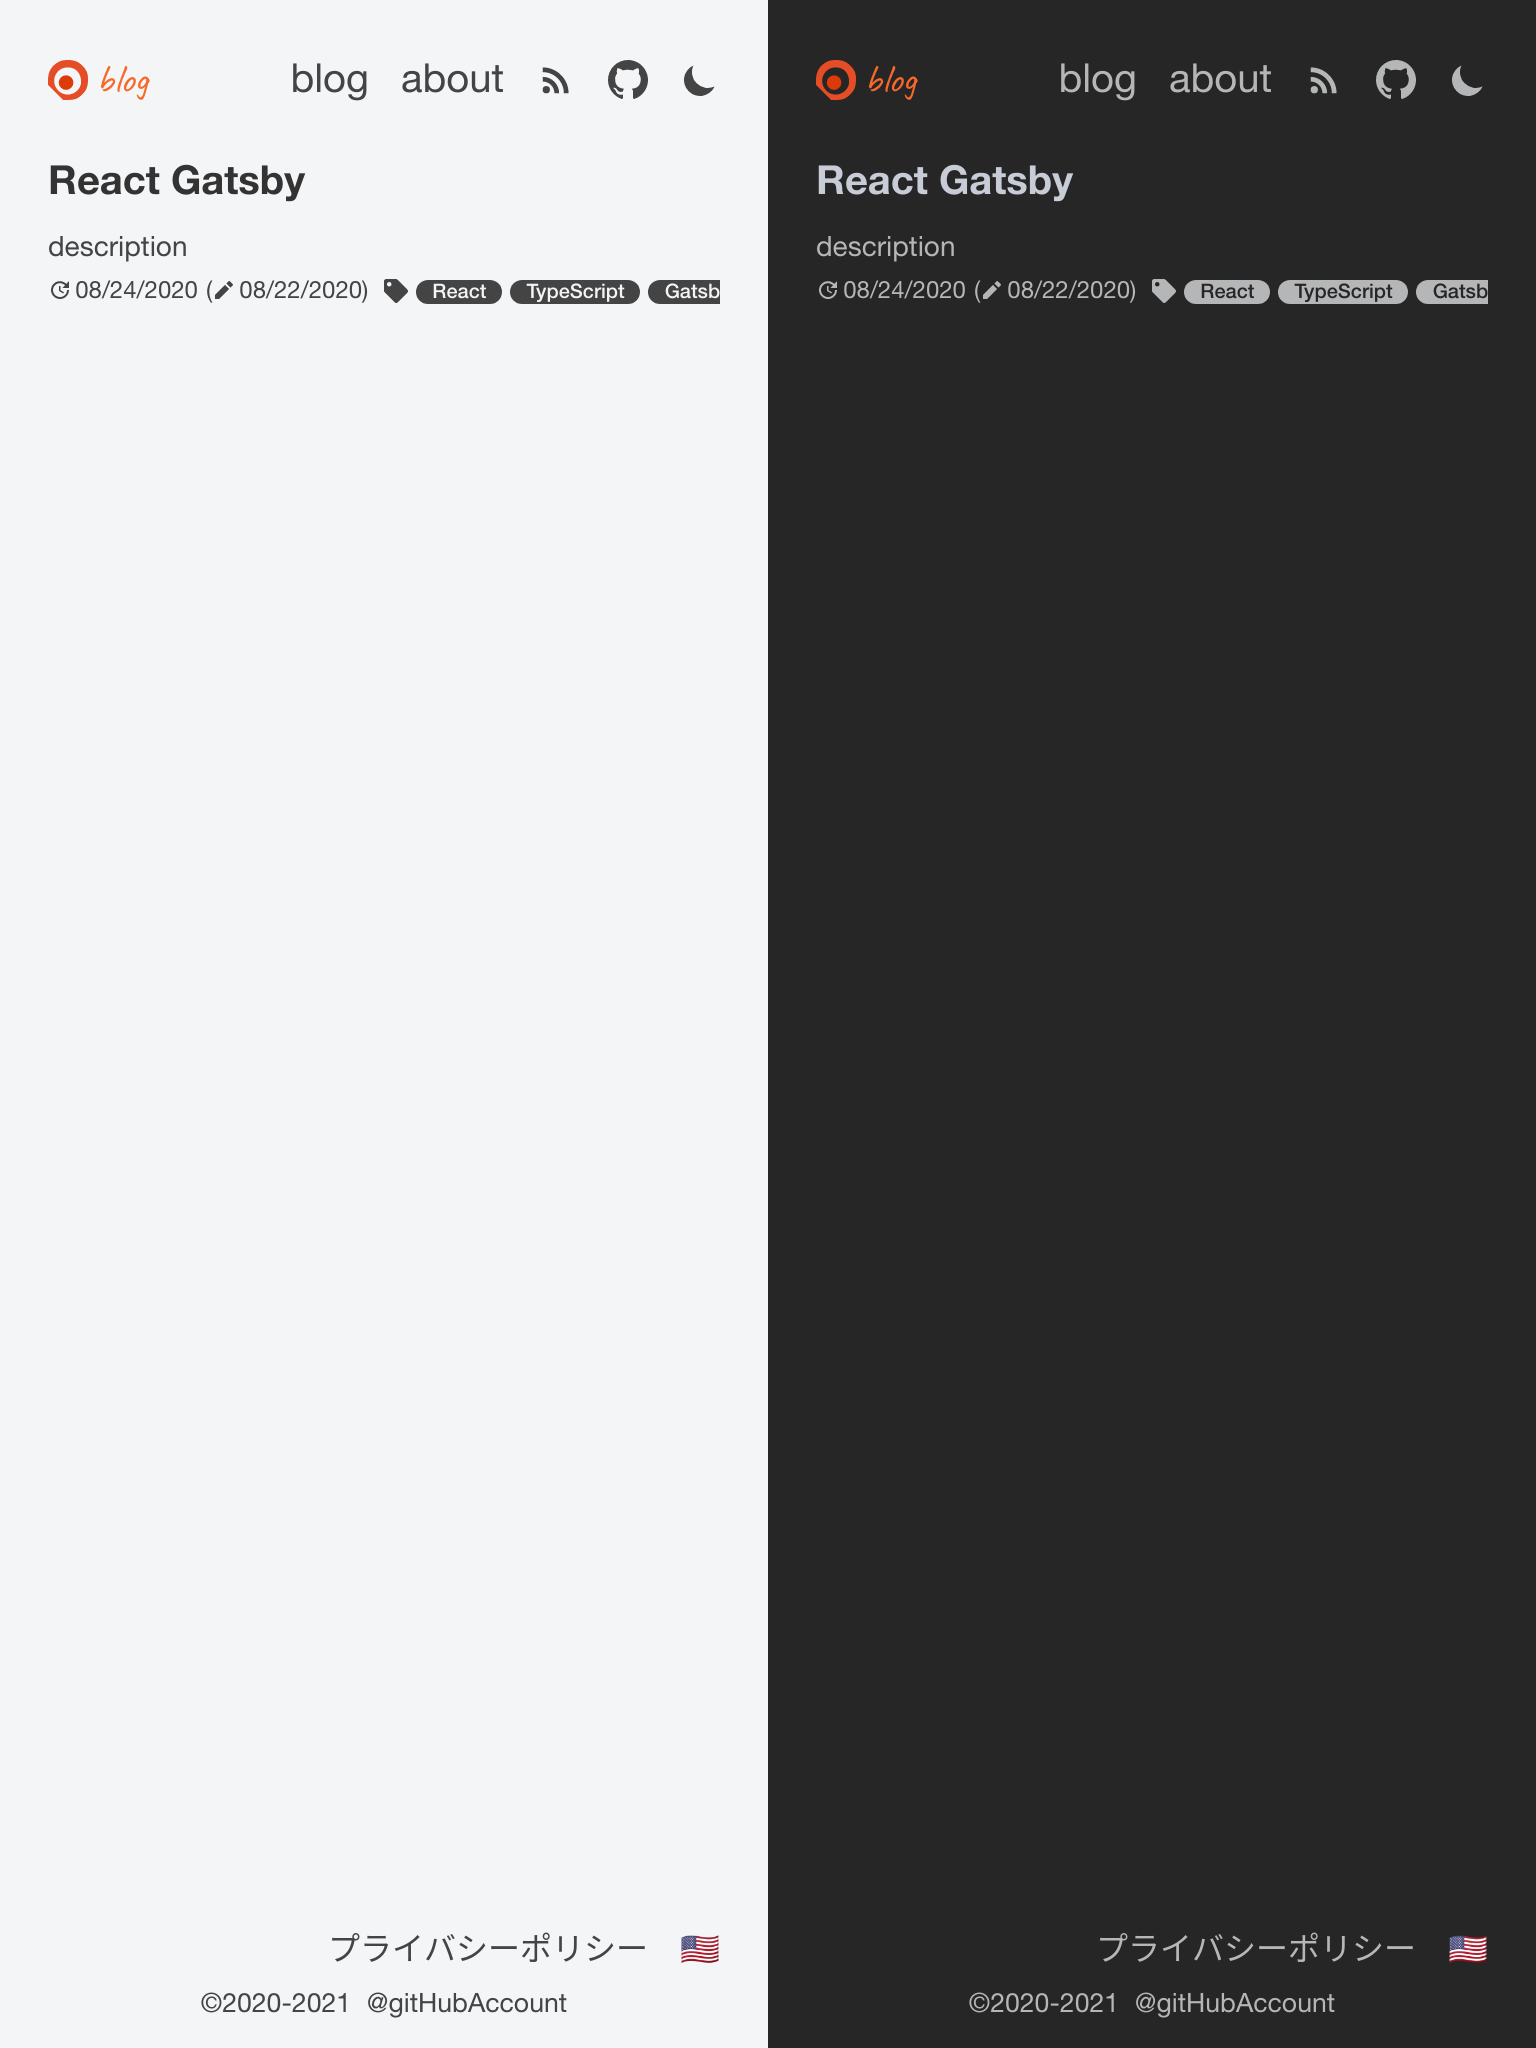 blog blog about
React Gatsby
description
08/24/2020 (08/22/2020) React TypeScript Gatsb
プライバシーポリシー
©2020-2021 @gitHubAccount
blog blog about
React Gatsby
description
08/24/2020 (08/22/2020) React TypeScript Gatsb
プライバシーポリシー
©2020-2021 @gitHubAccount